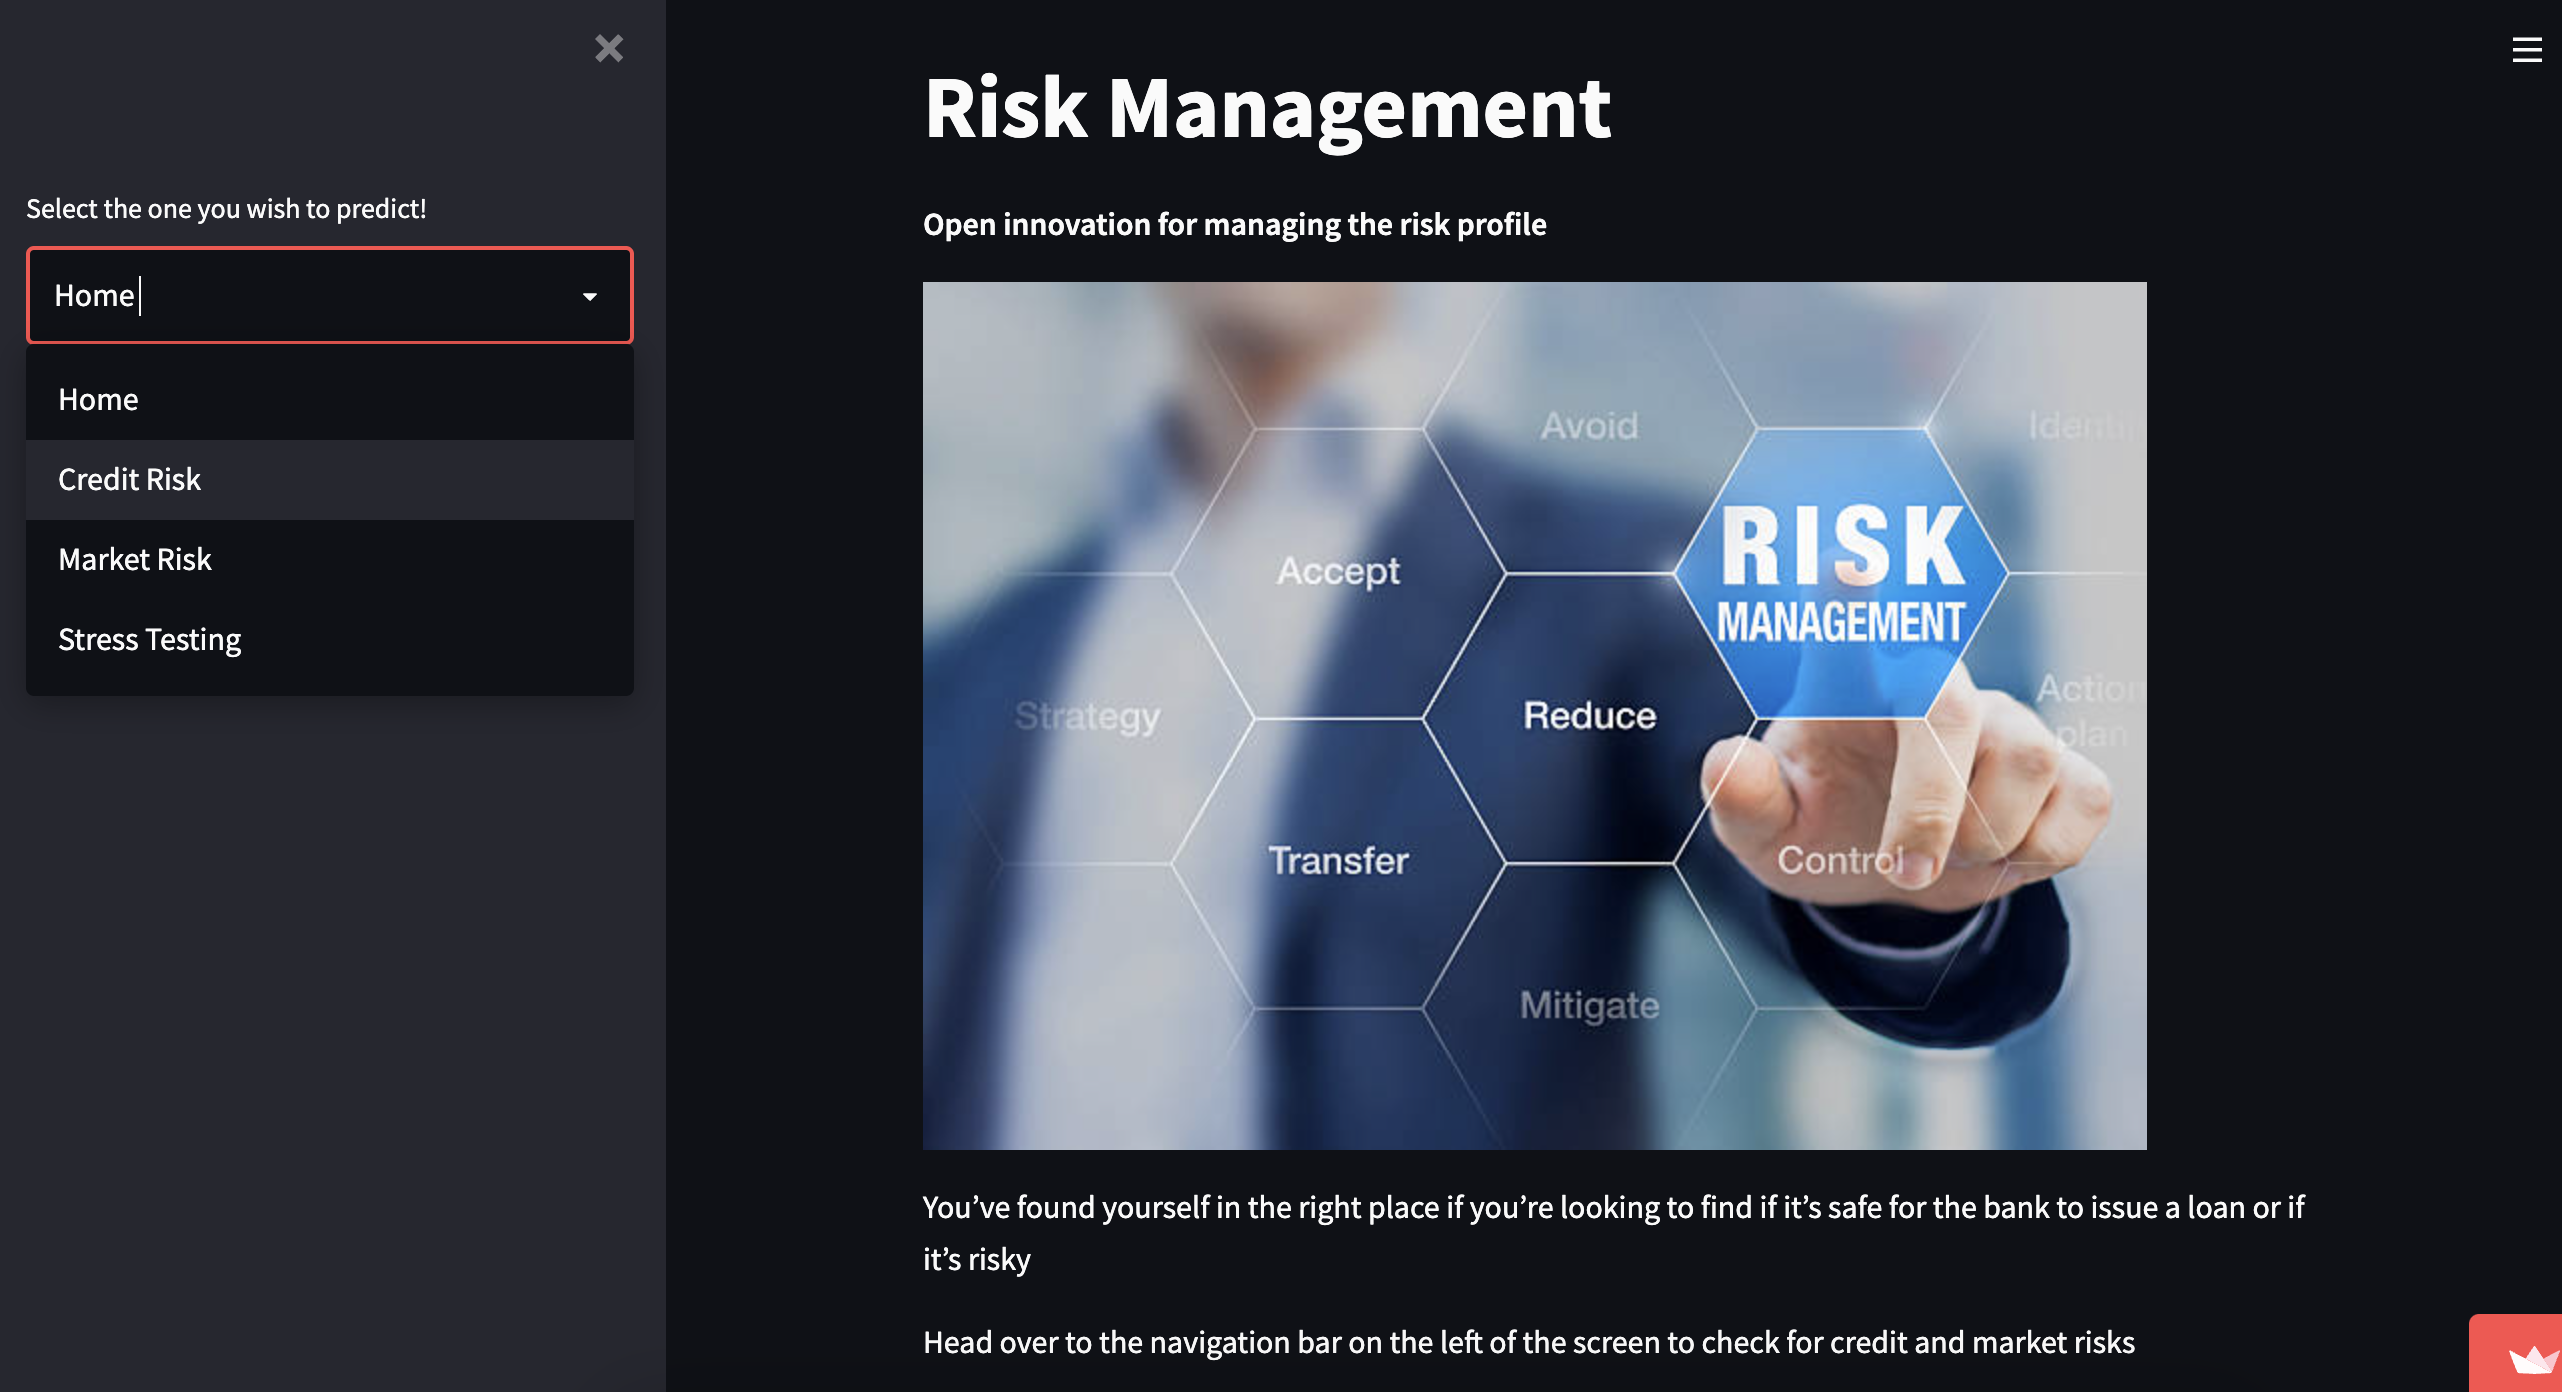 Select the one you wish to predict!
Home
Home
Credit Risk
Market Risk
Stress Testing
Risk Management
Open innovation for managing the risk profile
Avoid
Accept
RISK
MANAGEMENT
Strategy
Reduce
Action
plan
Transfer
Control
Mitigate
You’ve found yourself in the right place if you’re looking to find if it’s safe for the bank to issue a loan or if
it’s risky
Head over to the navigation bar on the left of the screen to check for credit and market risks